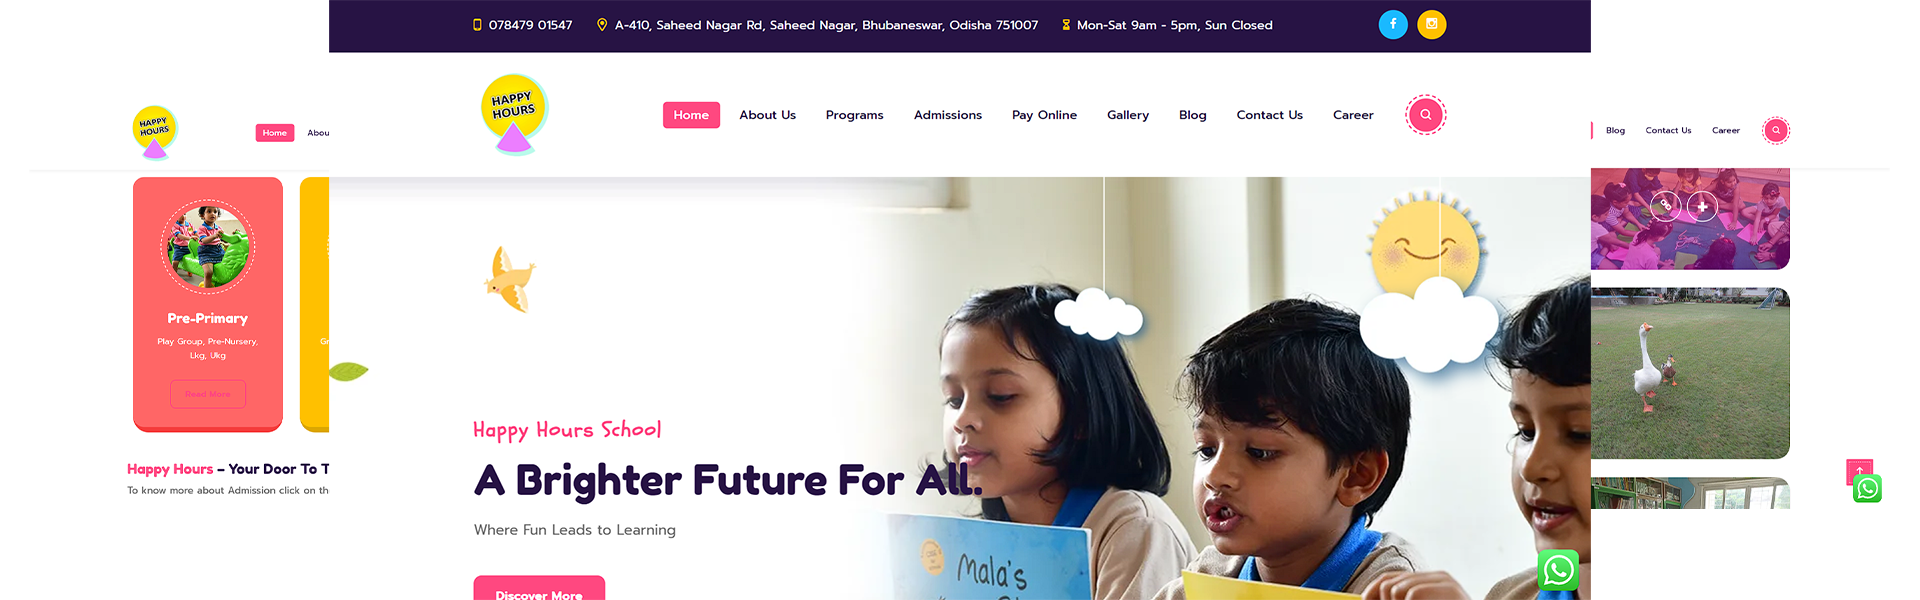 078479 01547
A-410, Saheed Nagar Rd, Saheed Nagar, Bhubaneswar, Odisha 751007
Mon-Sat 9am - 5pm, Sun Closed
HAPPY
HOURS
Home
About Us
Programs
Admissions
Pay Online
Gallery
Blog
Contact Us
Career
Happy Hours School
A Brighter Future For All.
Where Fun Leads to Learning
Discover More
Mala's
HAPPY
HOURS
Home
Abou
Pre-Primary
Play Group, Pre-Nursery,
Lkg, Ukg
Read More
Gr
Happy Hours – Your Door To T
To know more about Admission click on th
Blog
Contact Us
Career